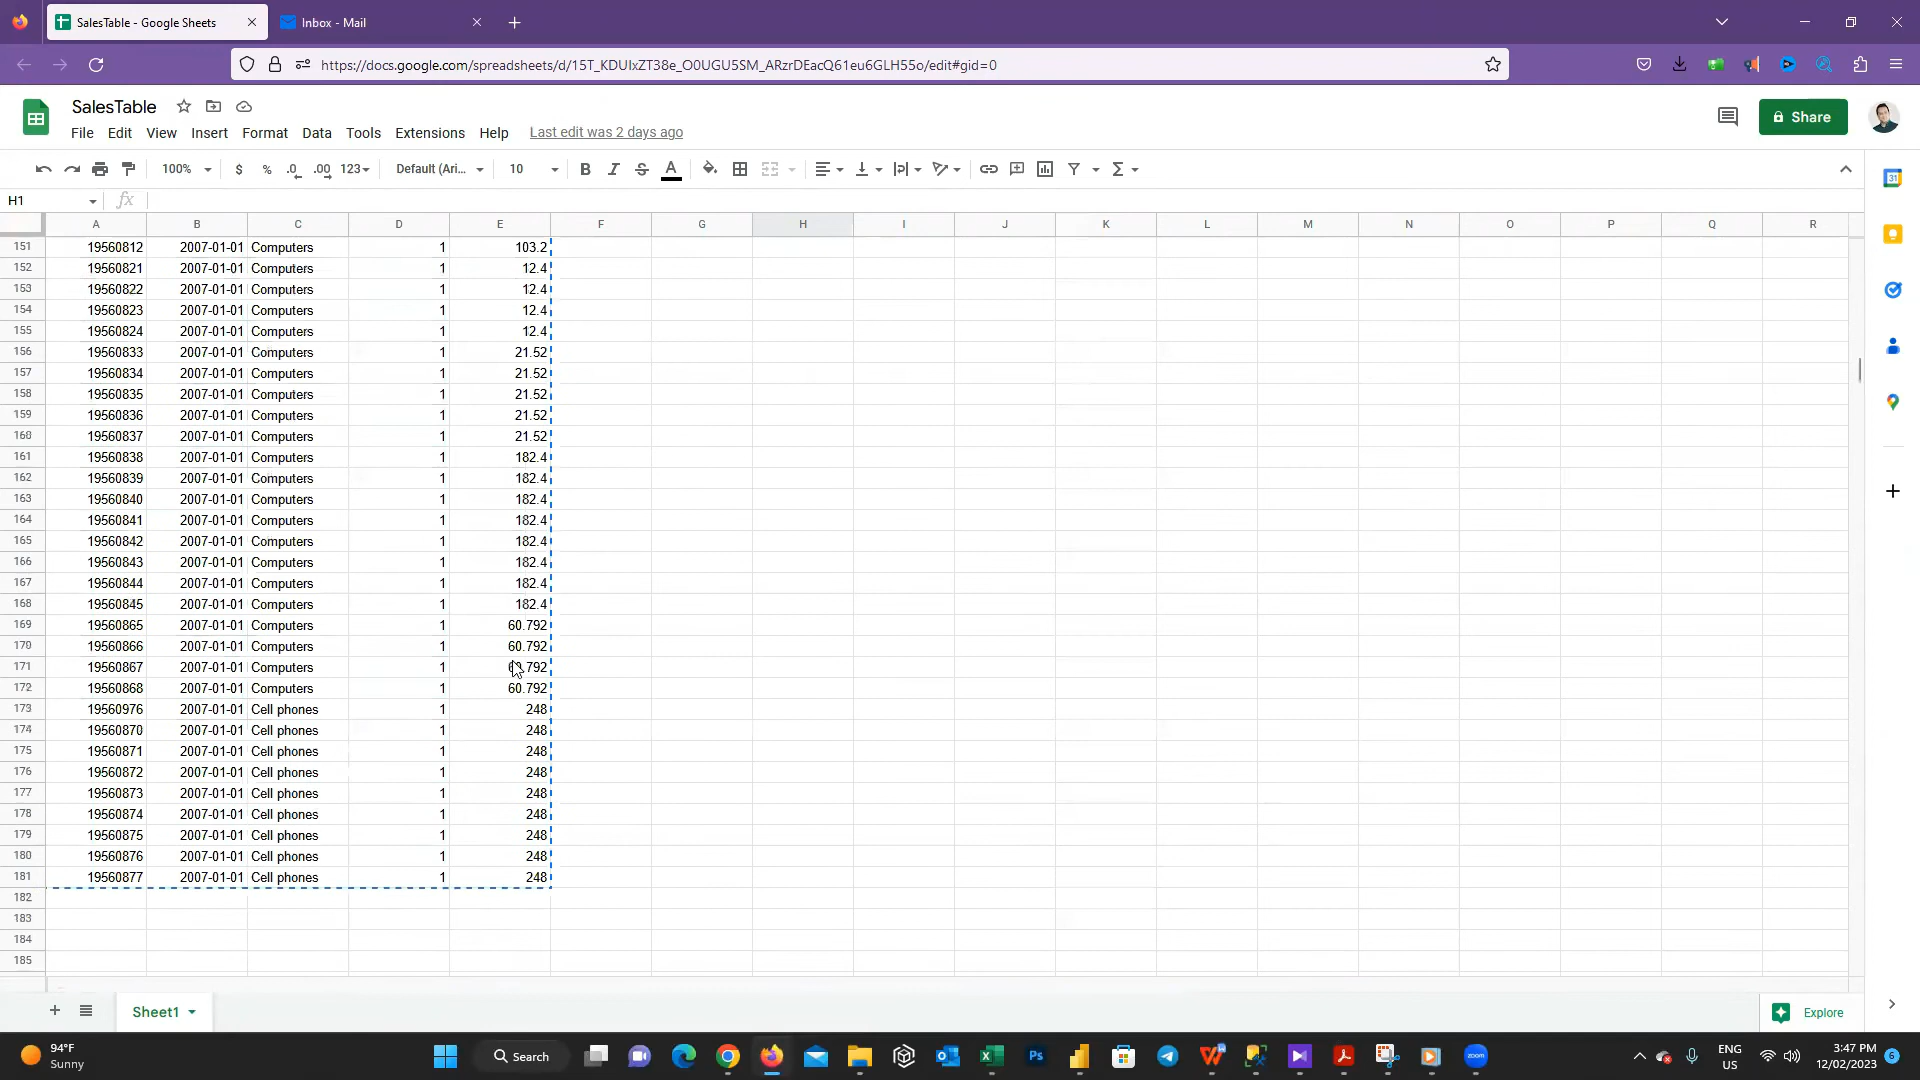 SalesTable - Google Sheets
Inbox - Mail
https://docs.google.com/spreadsheets/d/15T_KDUIxZT38e_O0UGU5SM_ARzrDEacQ61eu6GLH55o/edit#gid=0
SalesTable
File Edit View Insert Format Data Tools Extensions Help Last edit was 2 days ago
Share
100% $ % .0 .00 123 Default (Ari... 10 B I S A
31
H1 fx
A B C D E F G H I J K L M N O P Q R
151 19560812 2007-01-01 Computers 1 103.2
152 19560821 2007-01-01 Computers 1 12.4
153 19560822 2007-01-01 Computers 1 12.4
154 19560823 2007-01-01 Computers 1 12.4
155 19560824 2007-01-01 Computers 1 12.4
156 19560833 2007-01-01 Computers 1 21.52
157 19560834 2007-01-01 Computers 1 21.52
158 19560835 2007-01-01 Computers 1 21.52
159 19560836 2007-01-01 Computers 1 21.52
160 19560837 2007-01-01 Computers 1 21.52
161 19560838 2007-01-01 Computers 1 182.4
162 19560839 2007-01-01 Computers 1 182.4
163 19560840 2007-01-01 Computers 1 182.4
164 19560841 2007-01-01 Computers 1 182.4
165 19560842 2007-01-01 Computers 1 182.4
166 19560843 2007-01-01 Computers 1 182.4
167 19560844 2007-01-01 Computers 1 182.4
168 19560845 2007-01-01 Computers 1 182.4
169 19560865 2007-01-01 Computers 1 60.792
170 19560866 2007-01-01 Computers 1 60.792
171 19560867 2007-01-01 Computers 1
172 19560868 2007-01-01 Computers 1 60.792
173 19560976 2007-01-01 Cell phones 1 248
174 19560870 2007-01-01 Cell phones 1 248
175 19560871 2007-01-01 Cell phones 1 248
176 19560872 2007-01-01 Cell phones 1 248
177 19560873 2007-01-01 Cell phones 1 248
178 19560874 2007-01-01 Cell phones 1 248
179 19560875 2007-01-01 Cell phones 1 248
180 19560876 2007-01-01 Cell phones 1 248
181 19560877 2007-01-01 Cell phones 1 248
182
183
184
185
Sheet1
Explore
94°F
Sunny
Search
Ps
zoom
ENG
US
3:47 PM
12/02/2023
6